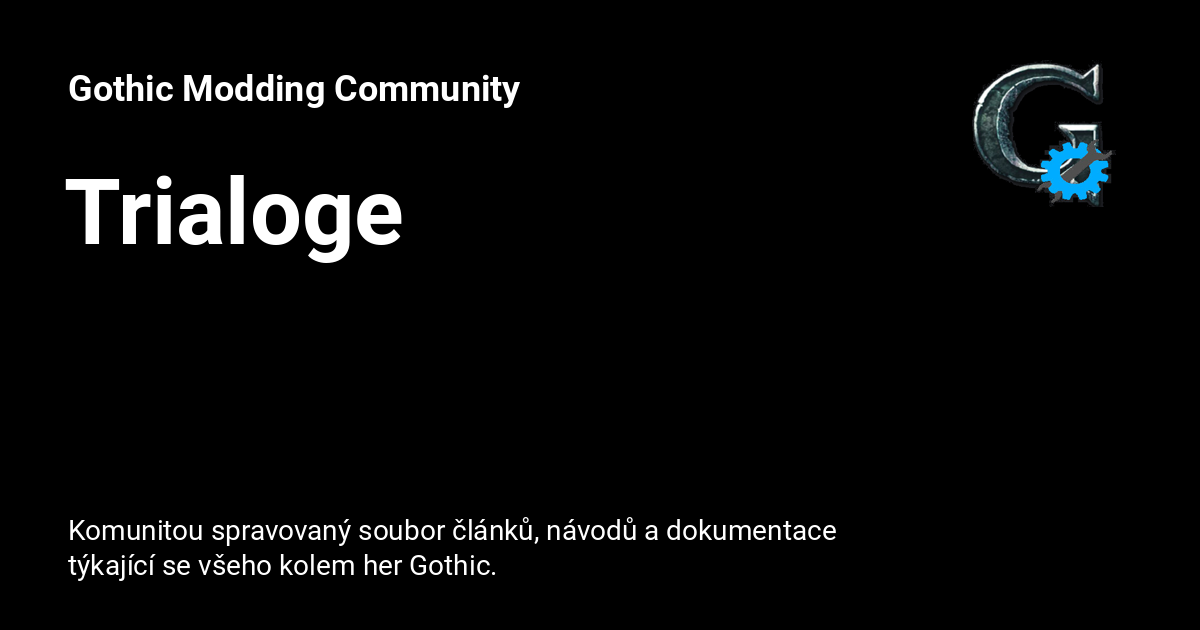 Gothic Modding Community
Trialoge
Komunitou spravovaný soubor článků, návodů a dokumentace
týkající se všeho kolem her Gothic.
G